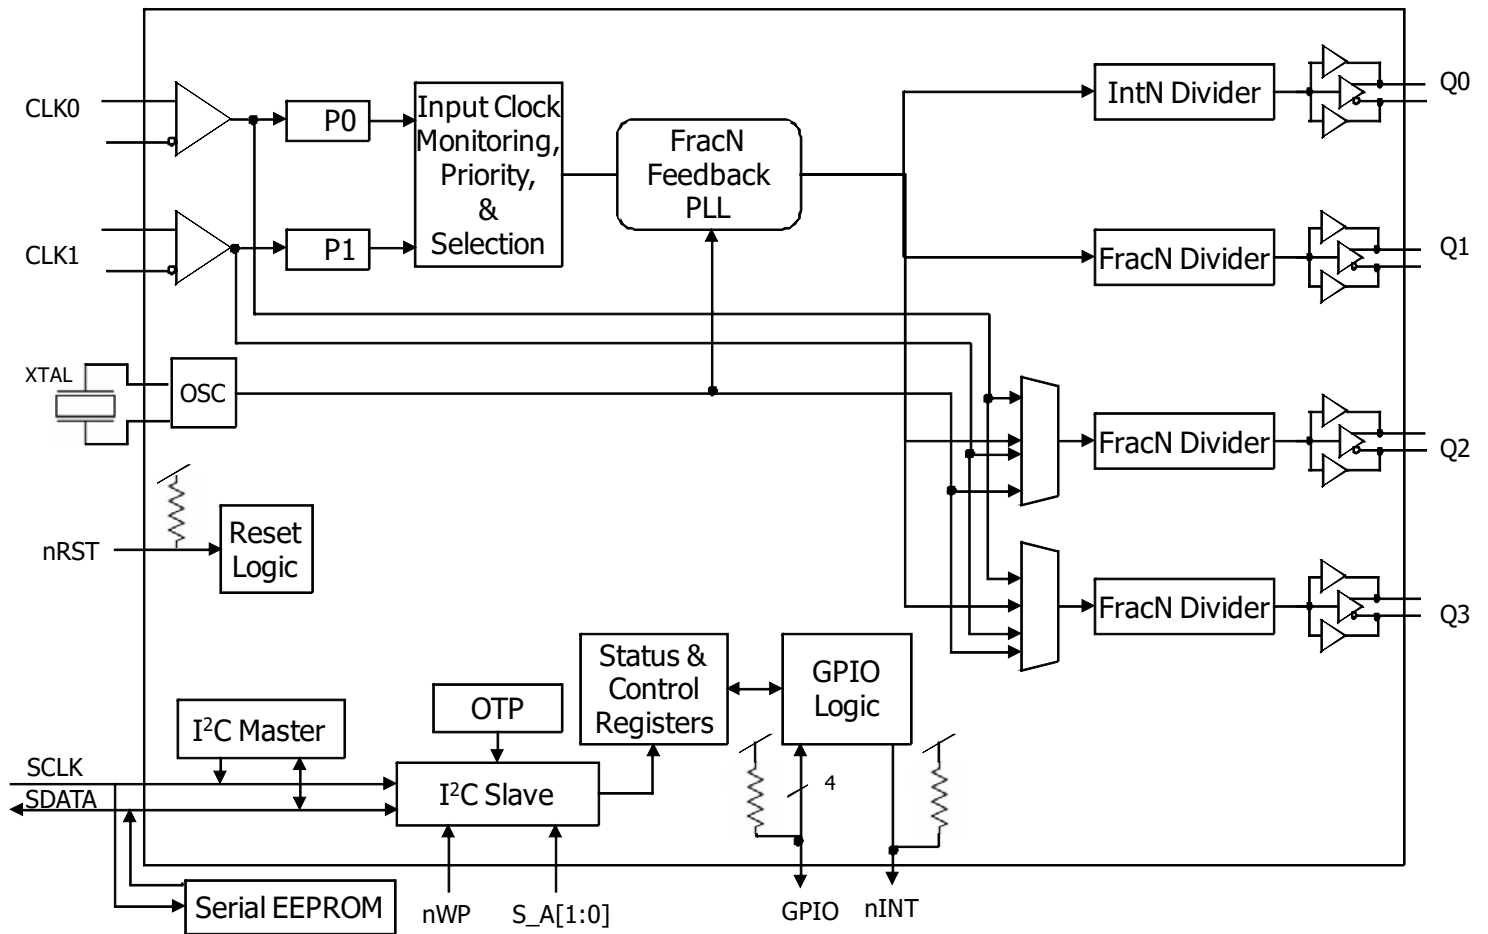 CLK0
P0
Input Clock
Monitoring,
Priority,
&
Selection
FracN
Feedback
PLL
IntN Divider
Q0
CLK1
P1
FracN Divider
Q1
XTAL
OSC
FracN Divider
Q2
nRST
Reset
Logic
FracN Divider
Q3
Status &
Control
Registers
GPIO
Logic
OTP
I²C Master
SCLK
SDATA
I²C Slave
4
Serial EEPROM
nWP
S_A[1:0]
GPIO
nINT